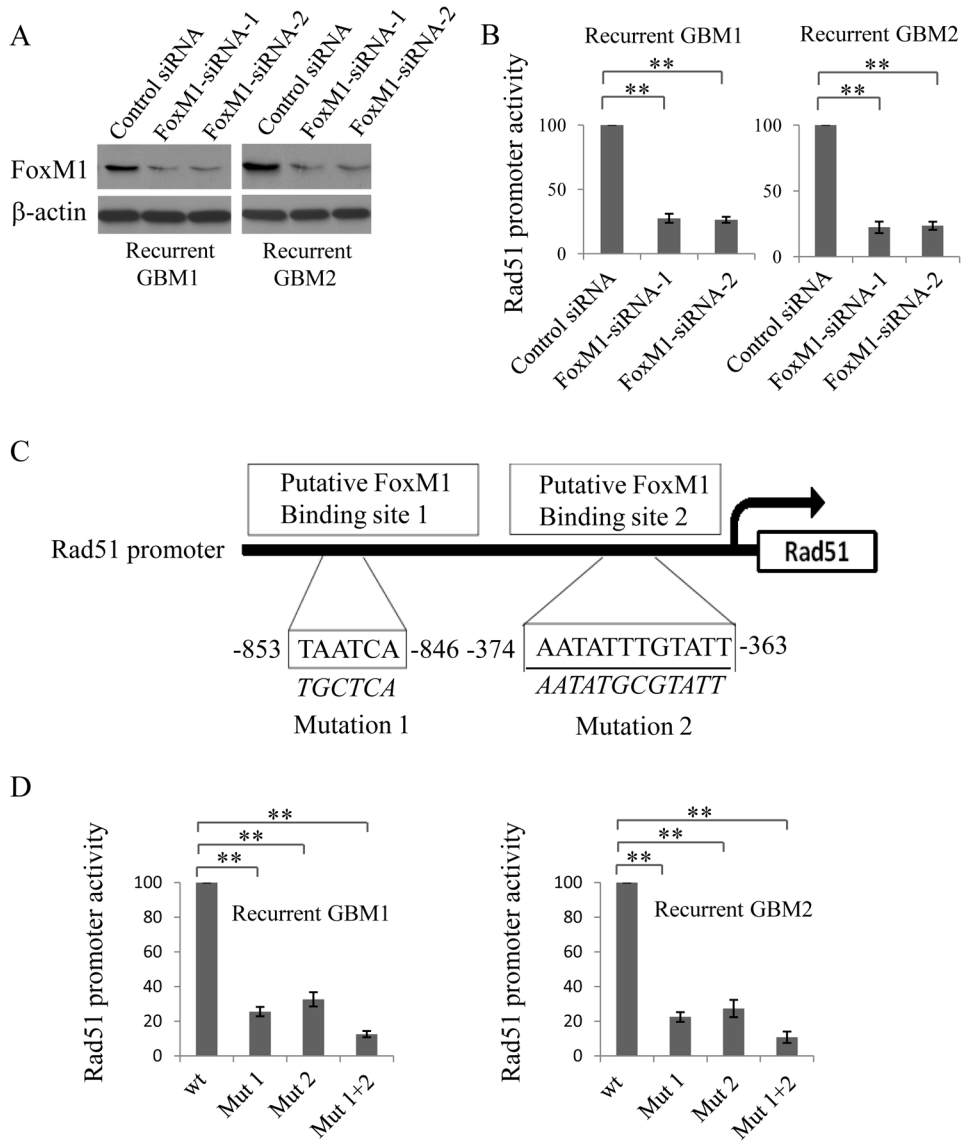 A
Control siRNA
FoxM1-siRNA-1
FoxM1-siRNA-2
Control siRNA
FoxM1-siRNA-1
FoxM1-siRNA-2
FoxM1
β-actin
Recurrent
GBM1
Recurrent
GBM2
B
Recurrent GBM1
Rad51 promoter activity
**
**
100
50
0
Control siRNA
FoxM1-siRNA-1
FoxM1-siRNA-2
Recurrent GBM2
**
**
100
50
0
Control siRNA
FoxM1-siRNA-1
FoxM1-siRNA-2
C
Putative FoxM1
Binding site 1
Putative FoxM1
Binding site 2
Rad51 promoter
Rad51
-853 TAATCA -846
-374 AATATTTGTATT -363
TGCTCA
AATATGCGTATT
Mutation 1
Mutation 2
D
Rad51 promoter activity
**
**
**
Recurrent GBM1
100
80
60
40
20
0
wt
Mut 1
Mut 2
Mut 1+2
Rad51 promoter activity
**
**
**
Recurrent GBM2
100
80
60
40
20
0
wt
Mut 1
Mut 2
Mut 1+2